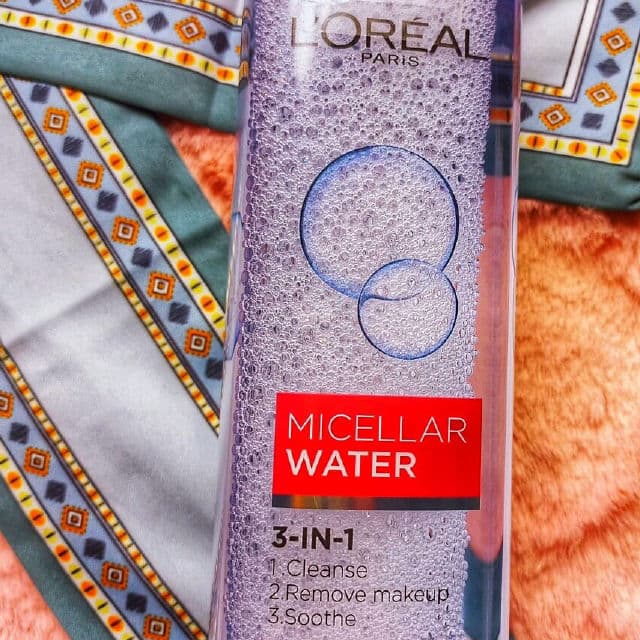 L'ORÉAL
PARIS
MICELLAR
WATER
3-IN-1
1.Cleanse
2.Remove makeup
3.Soothe